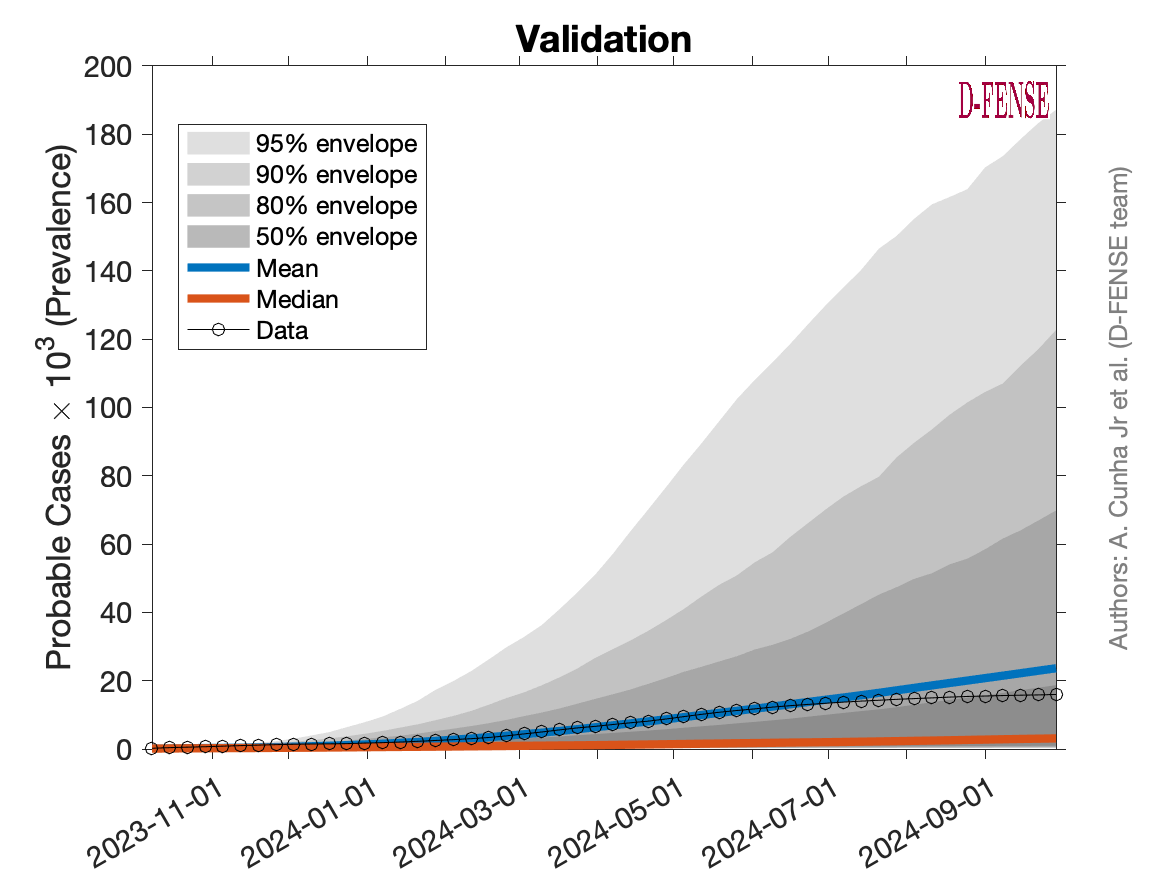 Validation
D-FENSE
Probable Cases × 10³ (Prevalence)
200
180
160
140
120
100
80
60
40
20
0
95% envelope
90% envelope
80% envelope
50% envelope
Mean
Median
Data
2023-11-01
2024-01-01
2024-03-01
2024-05-01
2024-07-01
2024-09-01
Authors: A. Cunha Jr et al. (D-FENSE team)